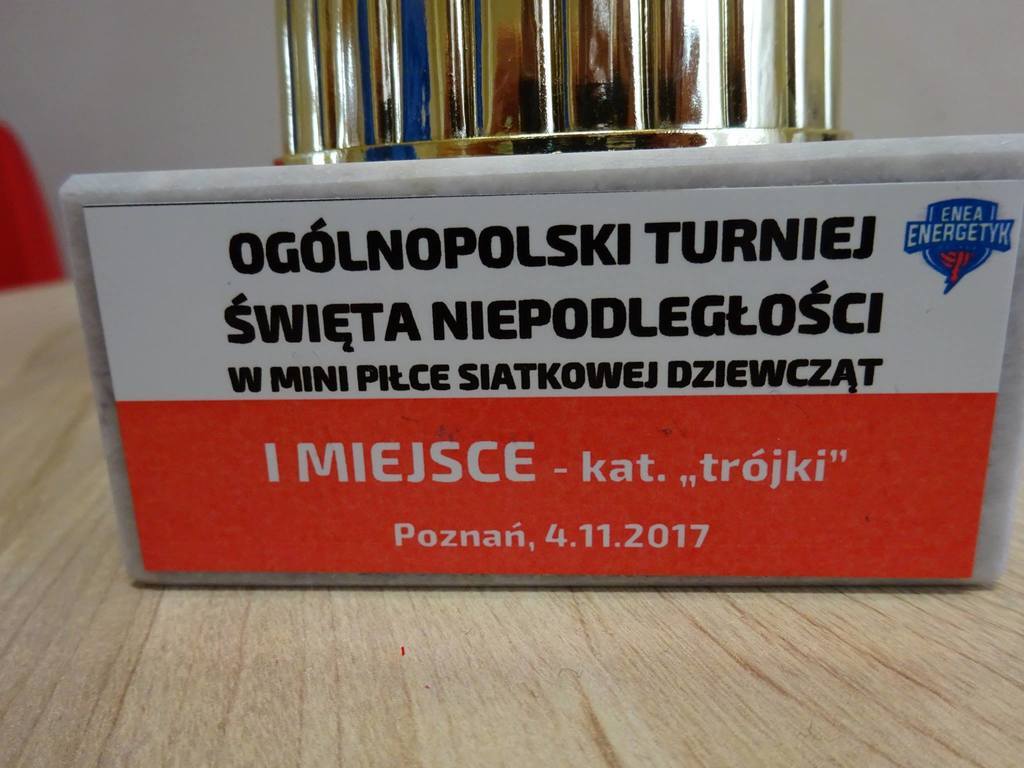 OGÓLNOPOLSKI TURNIEJ
ŚWIĘTA NIEPODLEGŁOŚCI
W MINI PIŁCE SIATKOWEJ DZIEWCZĄT
ENEA
ENERGETYK
I MIEJSCE - kat. „trójki”
Poznań, 4.11.2017